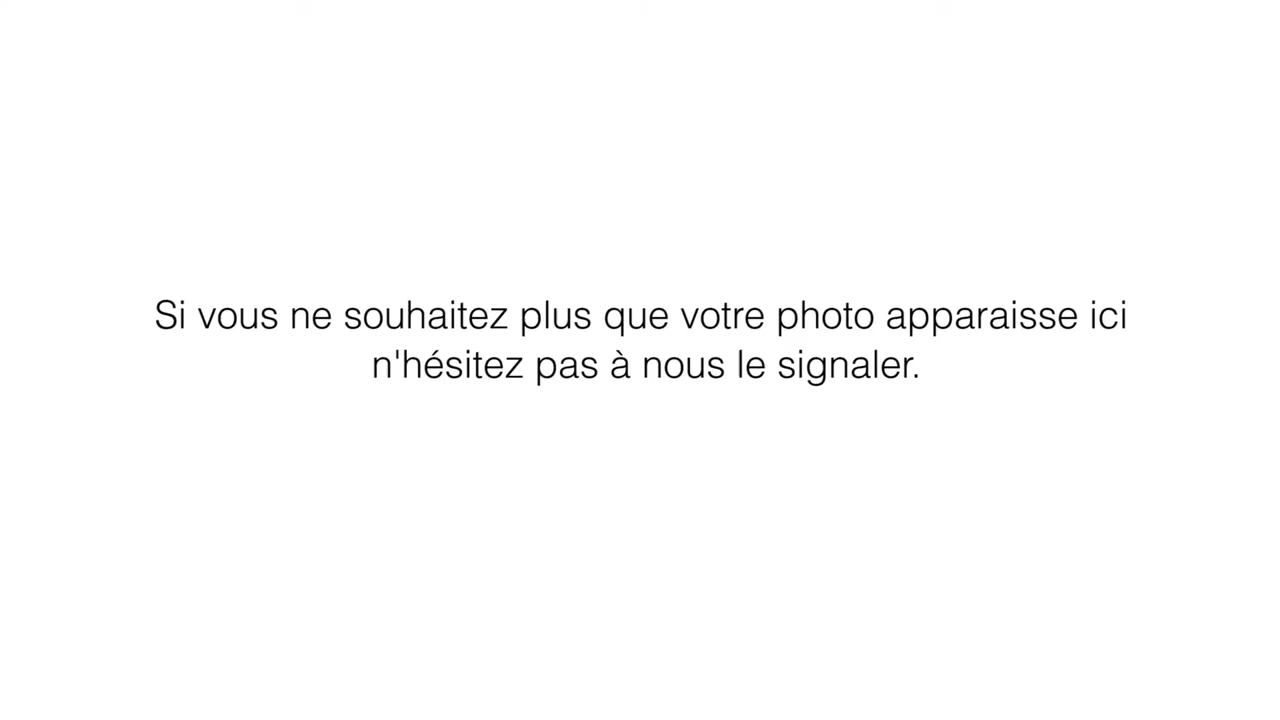 Si vous ne souhaitez plus que votre photo apparaisse ici
n'hésitez pas à nous le signaler.